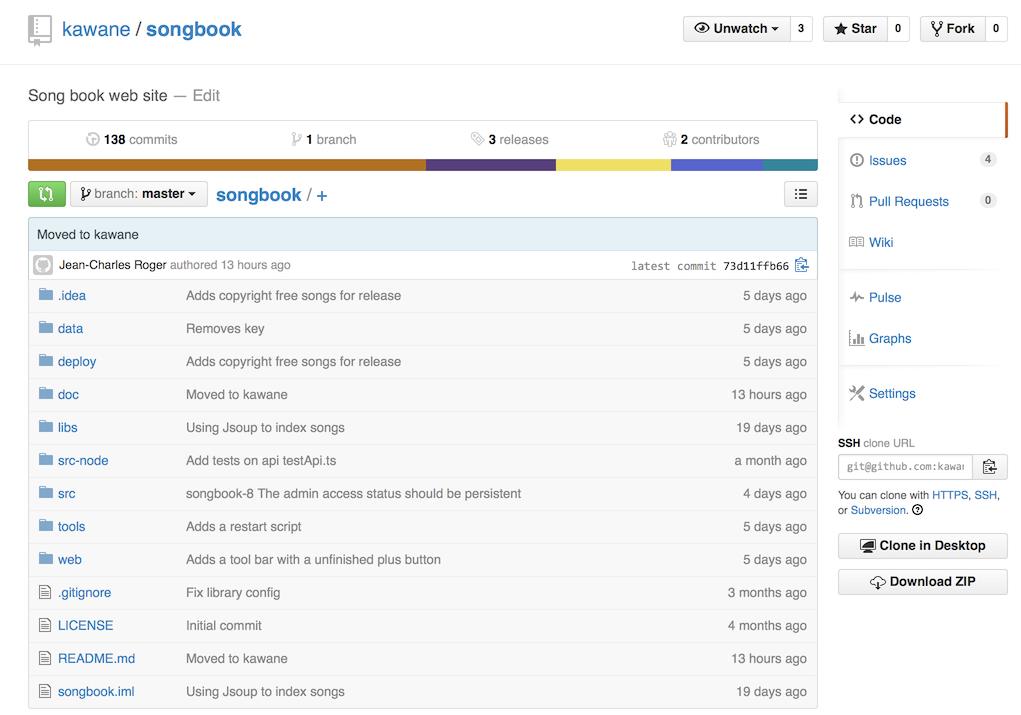 kawane / songbook
Unwatch 3 Star 0 Fork 0
Song book web site — Edit
138 commits 1 branch 3 releases 2 contributors
branch: master songbook / +
Moved to kawane
Jean-Charles Roger authored 13 hours ago latest commit 73d11ffb66
.idea Adds copyright free songs for release 5 days ago
data Removes key 5 days ago
deploy Adds copyright free songs for release 5 days ago
doc Moved to kawane 13 hours ago
libs Using Jsoup to index songs 19 days ago
src-node Add tests on api testApi.ts a month ago
src songbook-8 The admin access status should be persistent 4 days ago
tools Adds a restart script 5 days ago
web Adds a tool bar with a unfinished plus button 5 days ago
.gitignore Fix library config 3 months ago
LICENSE Initial commit 4 months ago
README.md Moved to kawane 13 hours ago
songbook.iml Using Jsoup to index songs 19 days ago
Code
Issues 4
Pull Requests 0
Wiki
Pulse
Graphs
Settings
SSH clone URL
git@github.com:kawan
You can clone with HTTPS, SSH,
or Subversion.
Clone in Desktop
Download ZIP